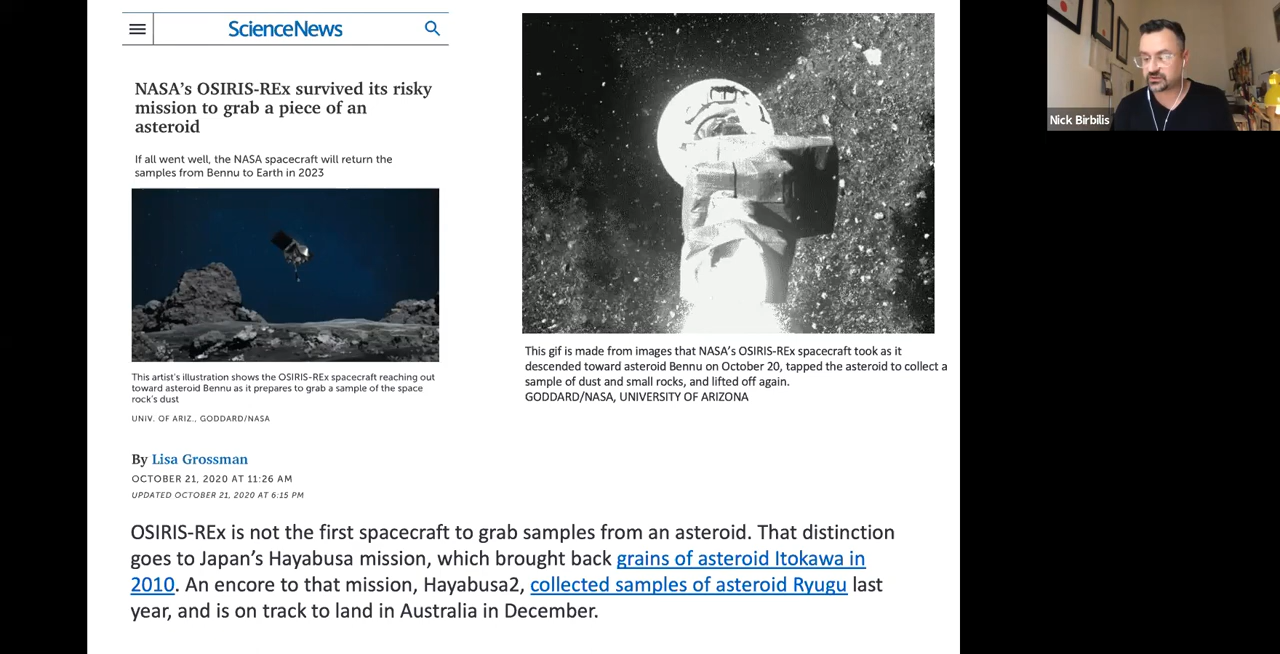 ScienceNews
NASA's OSIRIS-REx survived its risky
mission to grab a piece of an
asteroid
If all went well, the NASA spacecraft will return the
samples from Bennu to Earth in 2023
This artist's illustration shows the OSIRIS-REx spacecraft reaching out
toward asteroid Bennu as it prepares to grab a sample of the space
rock's dust
UNIV. OF ARIZ., GODDARD/NASA
By Lisa Grossman
OCTOBER 21, 2020 AT 11:26 AM
UPDATED OCTOBER 21, 2020 AT 6:15 PM
This gif is made from images that NASA's OSIRIS-REx spacecraft took as it
descended toward asteroid Bennu on October 20, tapped the asteroid to collect a
sample of dust and small rocks, and lifted off again.
GODDARD/NASA, UNIVERSITY OF ARIZONA
OSIRIS-REx is not the first spacecraft to grab samples from an asteroid. That distinction
goes to Japan's Hayabusa mission, which brought back grains of asteroid Itokawa in
2010. An encore to that mission, Hayabusa2, collected samples of asteroid Ryugu last
year, and is on track to land in Australia in December.
Nick Birbilis